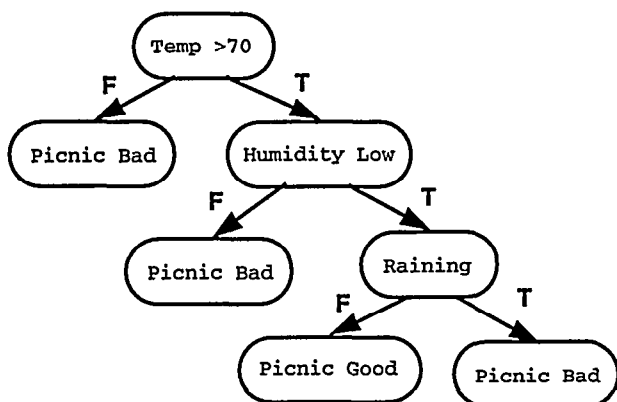 Temp >70
F
T
Picnic Bad
Humidity Low
F
T
Picnic Bad
Raining
F
T
Picnic Good
Picnic Bad